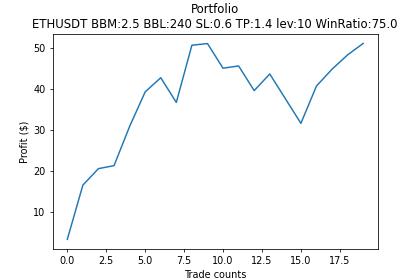 Portfolio
ETHUSDT BBM:2.5 BBL:240 SL:0.6 TP:1.4 lev:10 WinRatio:75.0
50
40
30
20
10
Profit ($)
0.0 2.5 5.0 7.5 10.0 12.5 15.0 17.5
Trade counts